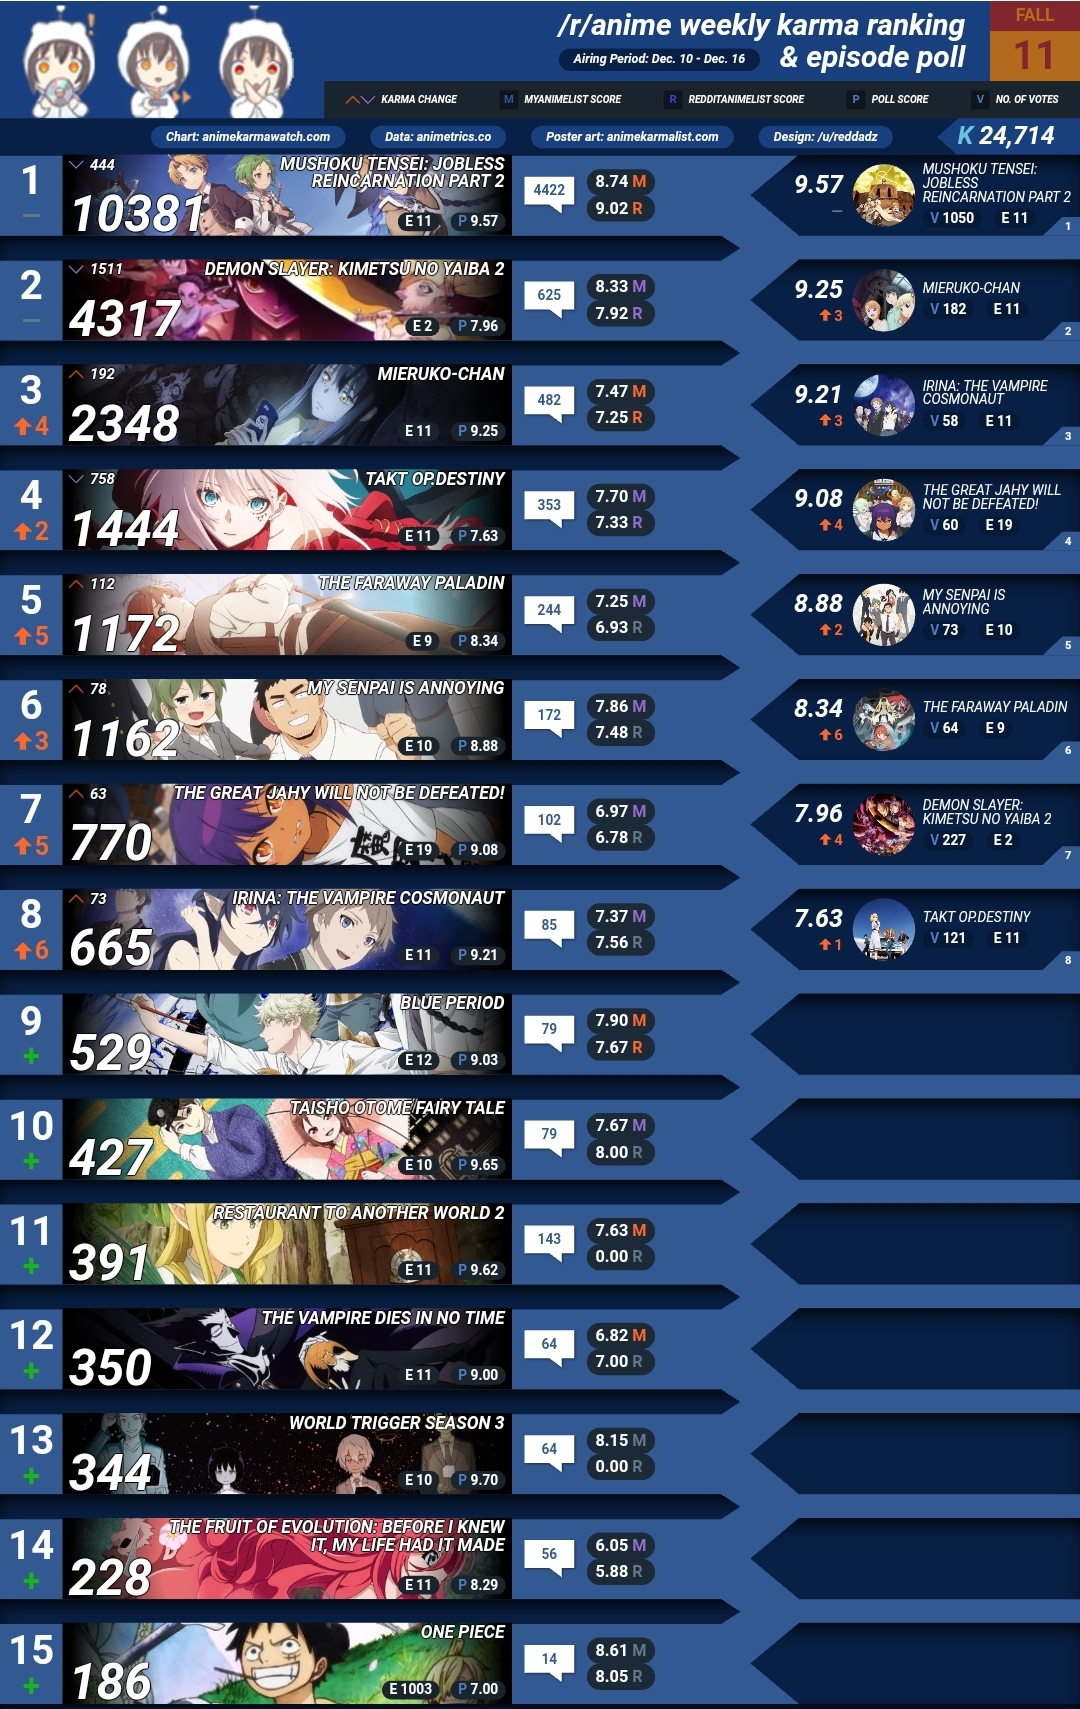 /r/anime weekly karma ranking
& episode poll
Airing Period: Dec. 10 - Dec. 16
FALL
11
KARMA CHANGE
M MYANIMELIST SCORE
R REDDITANIMELIST SCORE
P POLL SCORE
V NO. OF VOTES
Chart: animekarmawatch.com
Data: animetrics.co
Poster art: animekarmalist.com
Design: /u/reddadz
K 24,714
1
444
MUSHOKU TENSEI: JOBLESS
REINCARNATION PART 2
10381
E 11
P 9.57
4422
8.74 M
9.02 R
9.57
MUSHOKU TENSEI:
JOBLESS
REINCARNATION PART 2
V 1050
E 11
1
2
1511
DEMON SLAYER: KIMETSU NO YAIBA 2
4317
E 2
P 7.96
625
8.33 M
7.92 R
9.25
3
MIERUKO-CHAN
V 182
E 11
2
3
4
192
MIERUKO-CHAN
2348
E 11
P 9.25
482
7.47 M
7.25 R
9.21
3
IRINA: THE VAMPIRE
COSMONAUT
V 58
E 11
3
4
2
758
TAKT OP.DESTINY
1444
E 11
P 7.63
353
7.70 M
7.33 R
9.08
4
THE GREAT JAHY WILL
NOT BE DEFEATED!
V 60
E 19
4
5
5
112
THE FARAWAY PALADIN
1172
E 9
P 8.34
244
7.25 M
6.93 R
8.88
2
MY SENPAI IS
ANNOYING
V 73
E 10
5
6
3
78
MY SENPAI IS ANNOYING
1162
E 10
P 8.88
172
7.86 M
7.48 R
8.34
6
THE FARAWAY PALADIN
V 64
E 9
6
7
5
63
THE GREAT JAHY WILL NOT BE DEFEATED!
770
E 19
P 9.08
102
6.97 M
6.78 R
7.96
4
DEMON SLAYER:
KIMETSU NO YAIBA 2
V 227
E 2
7
8
6
73
IRINA: THE VAMPIRE COSMONAUT
665
E 11
P 9.21
85
7.37 M
7.56 R
7.63
1
TAKT OP.DESTINY
V 121
E 11
8
9
+
BLUE PERIOD
529
E 12
P 9.03
79
7.90 M
7.67 R
10
+
TAISHO OTOME FAIRY TALE
427
E 10
P 9.65
79
7.67 M
8.00 R
11
+
RESTAURANT TO ANOTHER WORLD 2
391
E 11
P 9.62
143
7.63 M
0.00 R
12
+
THE VAMPIRE DIES IN NO TIME
350
E 11
P 9.00
64
6.82 M
7.00 R
13
+
WORLD TRIGGER SEASON 3
344
E 10
P 9.70
64
8.15 M
0.00 R
14
+
THE FRUIT OF EVOLUTION: BEFORE I KNEW
IT, MY LIFE HAD IT MADE
228
E 11
P 8.29
56
6.05 M
5.88 R
15
+
ONE PIECE
186
E 1003
P 7.00
14
8.61 M
8.05 R